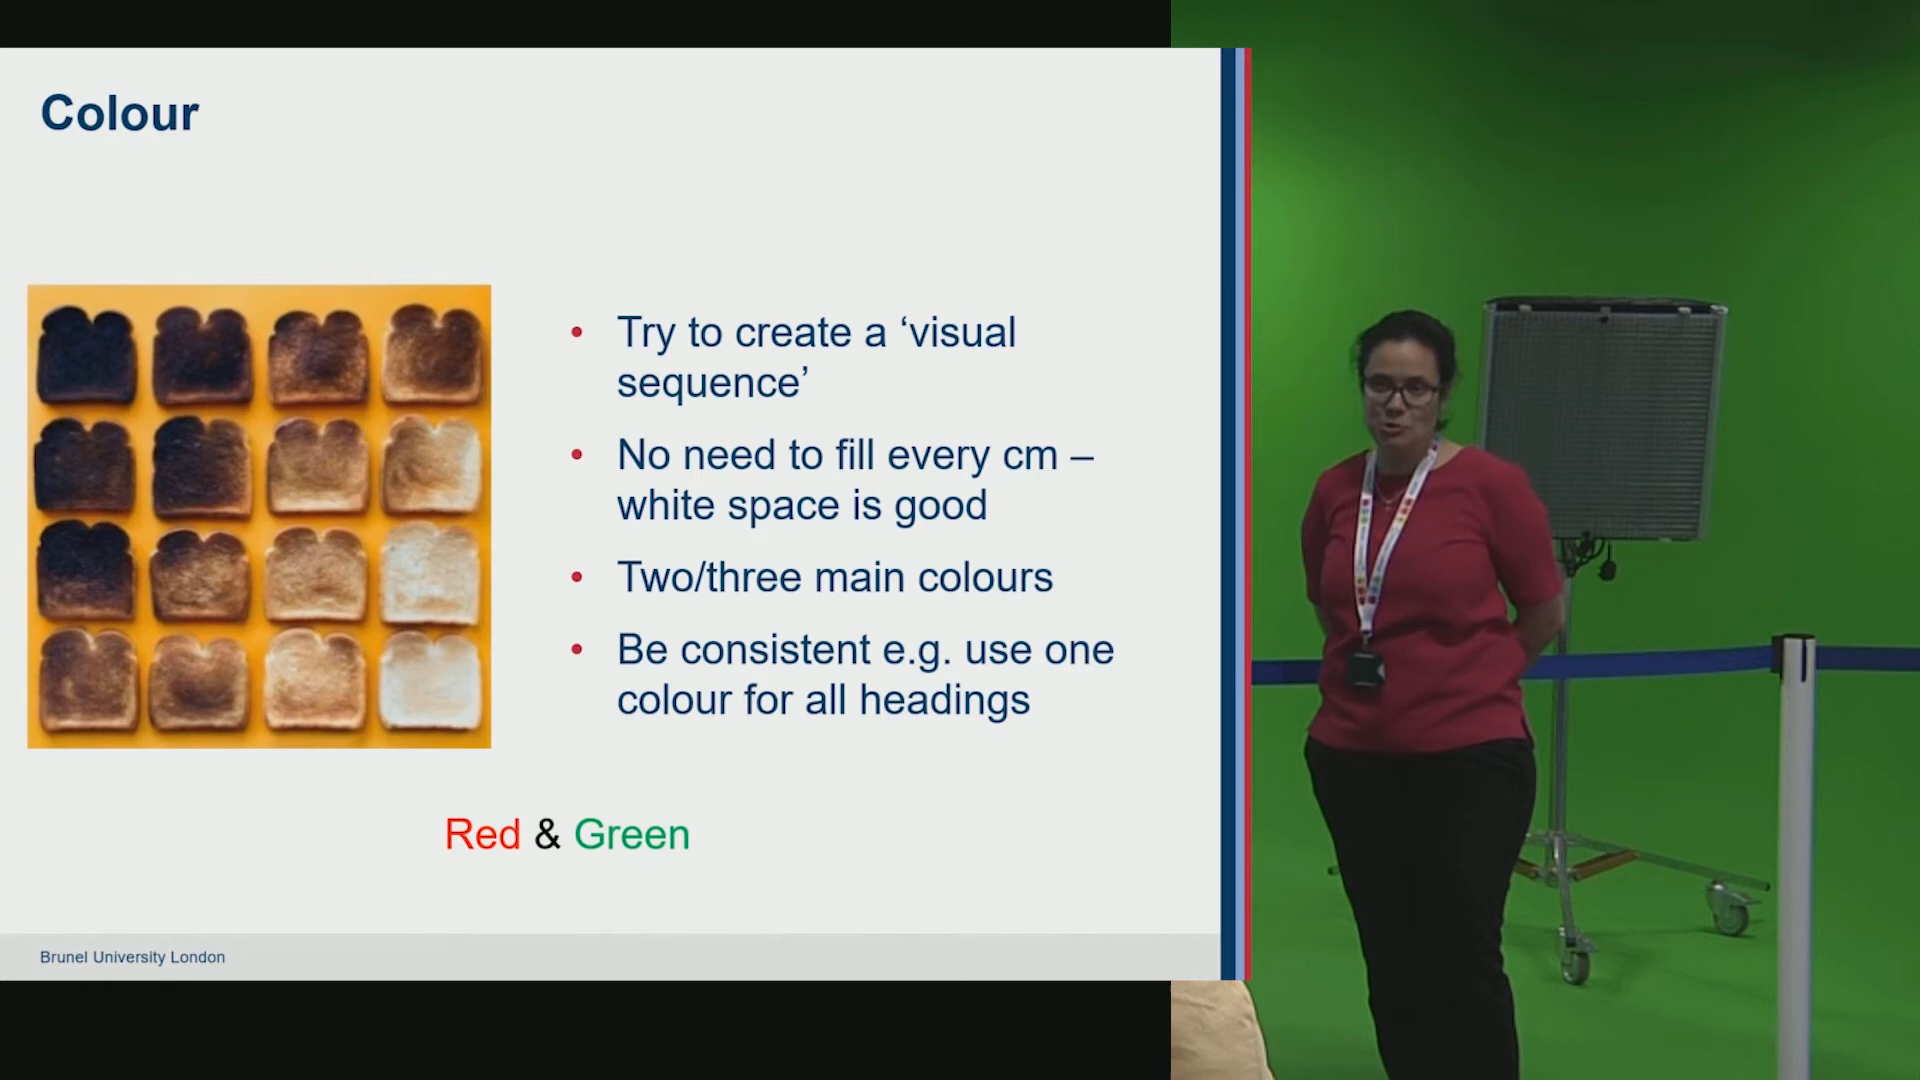 Colour
• Try to create a ‘visual
sequence’
• No need to fill every cm –
white space is good
• Two/three main colours
• Be consistent e.g. use one
colour for all headings
Red & Green
Brunel University London